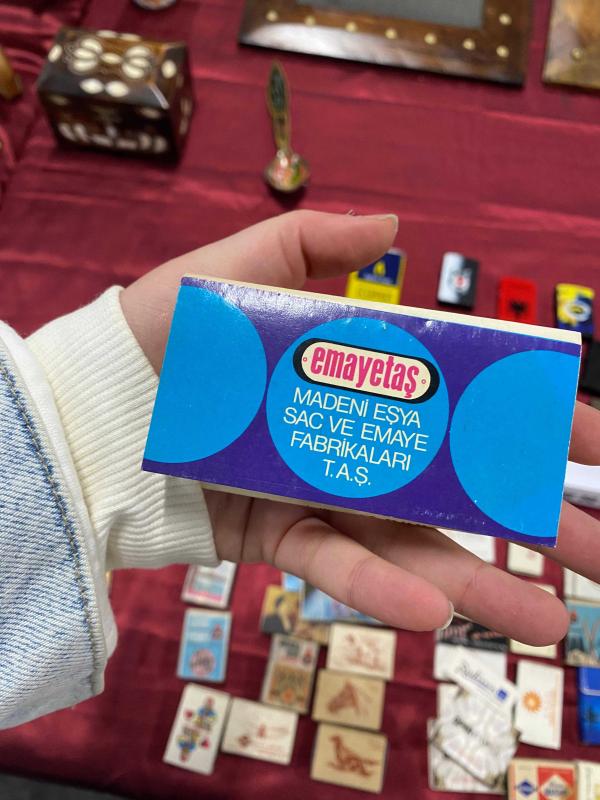 emayetaş
MADENİ EŞYA
SAC VE EMAYE
FABRİKALARI
T.A.Ş.